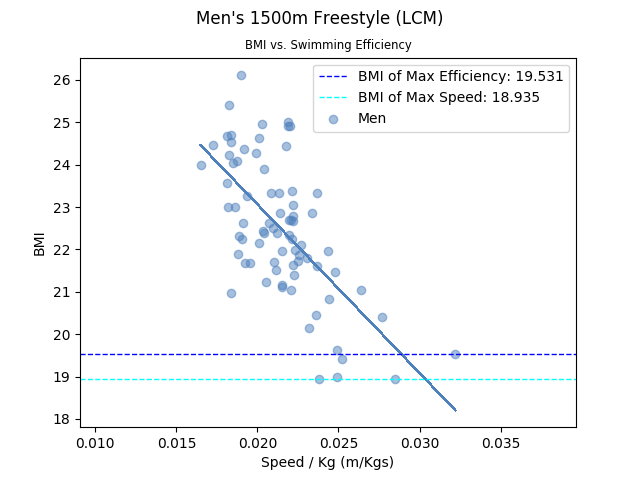 Men's 1500m Freestyle (LCM)
BMI vs. Swimming Efficiency
BMI of Max Efficiency: 19.531
BMI of Max Speed: 18.935
Men
26
25
24
23
22
21
20
19
18
BMI
0.010 0.015 0.020 0.025 0.030 0.035
Speed / Kg (m/Kgs)